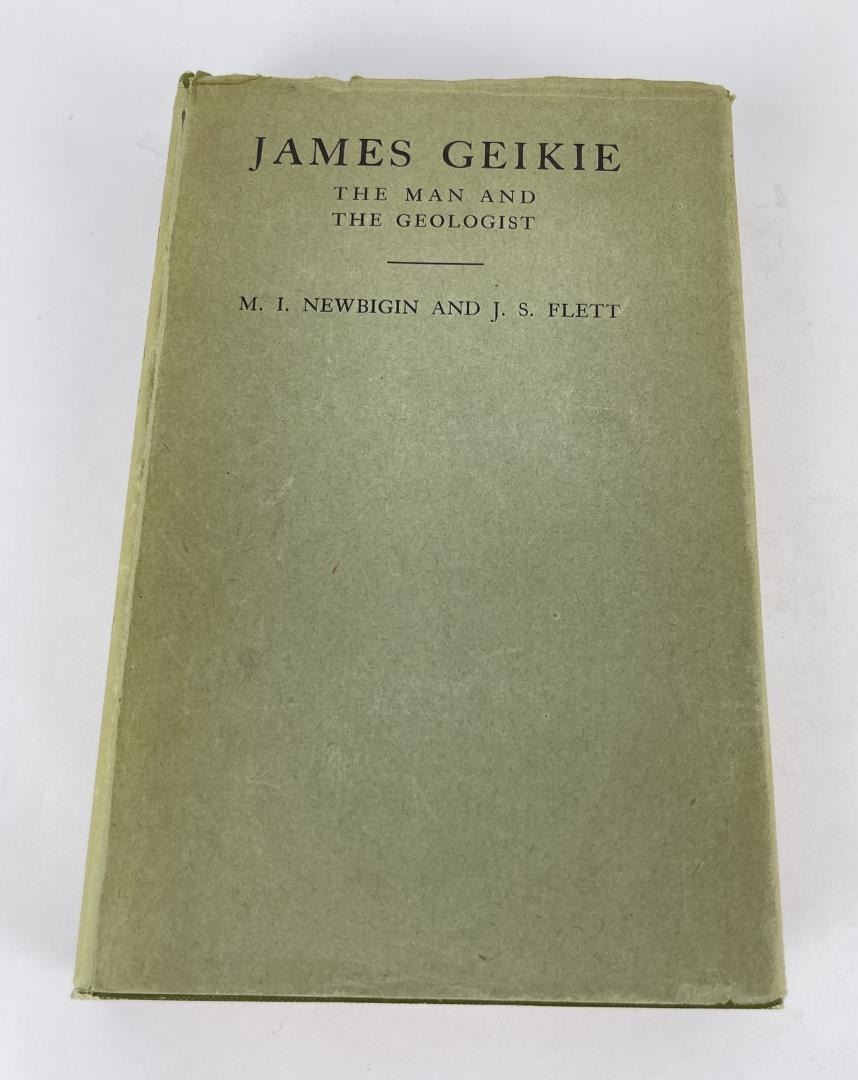 JAMES GEIKIE
THE MAN AND
THE GEOLOGIST
M. I. NEWBIGIN AND J. S. FLETT